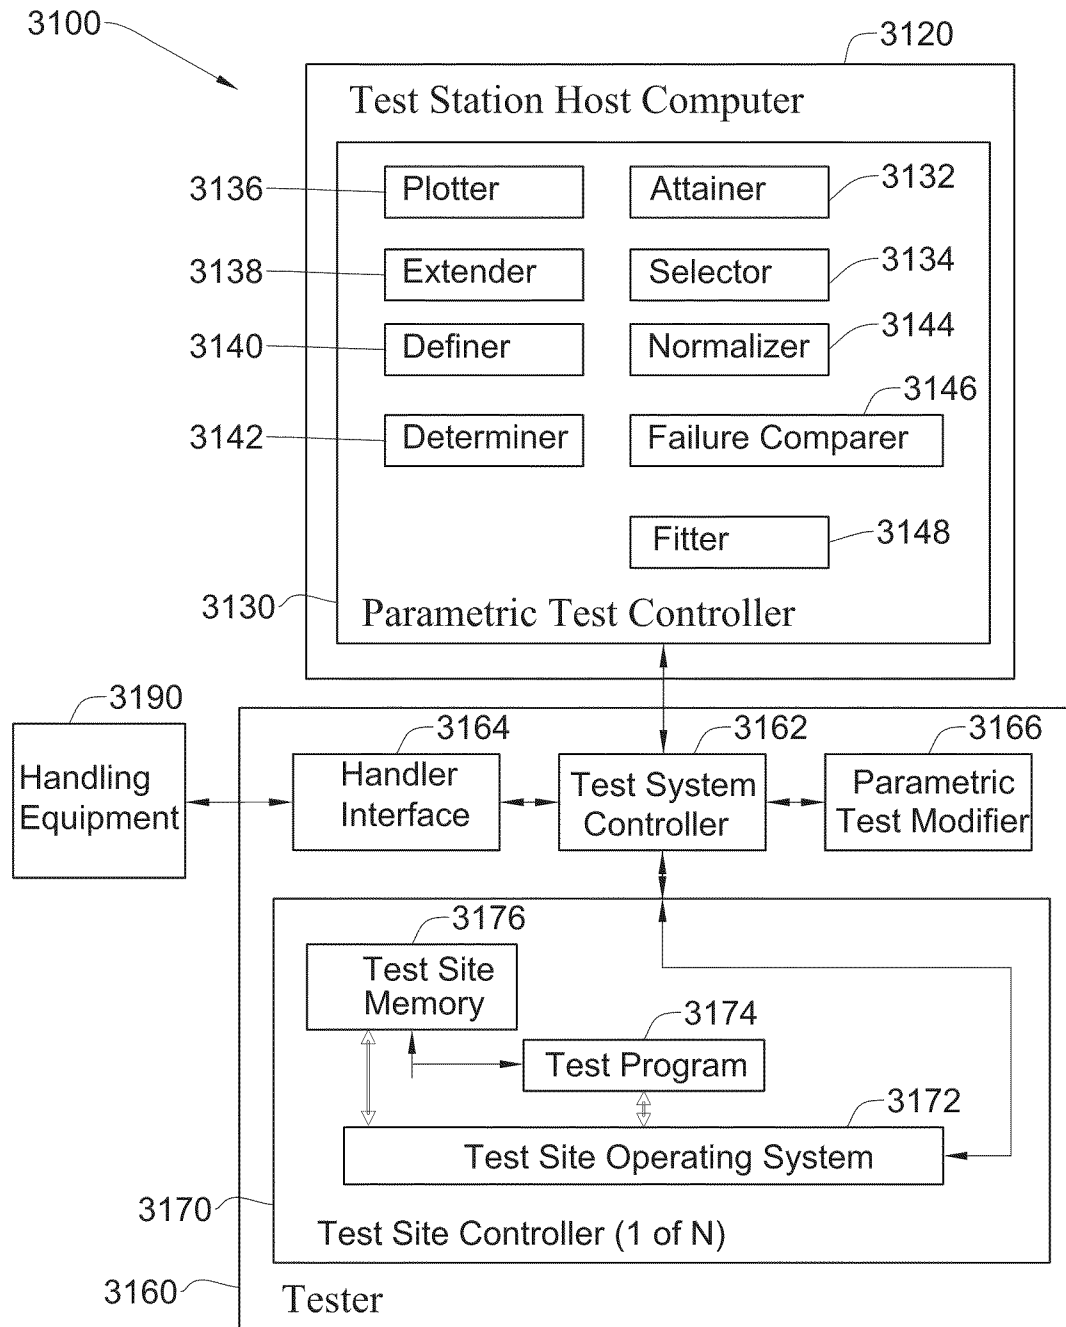 3100
3120
Test Station Host Computer
3136
Plotter
Attainer
3132
3138
Extender
Selector
3134
3140
Definer
Normalizer
3144
3146
3142
Determiner
Failure Comparer
Fitter
3148
3130
Parametric Test Controller
3190
Handling
Equipment
3164
Handler
Interface
3162
Test System
Controller
3166
Parametric
Test Modifier
3176
Test Site
Memory
3174
Test Program
3172
Test Site Operating System
3170
Test Site Controller (1 of N)
3160
Tester